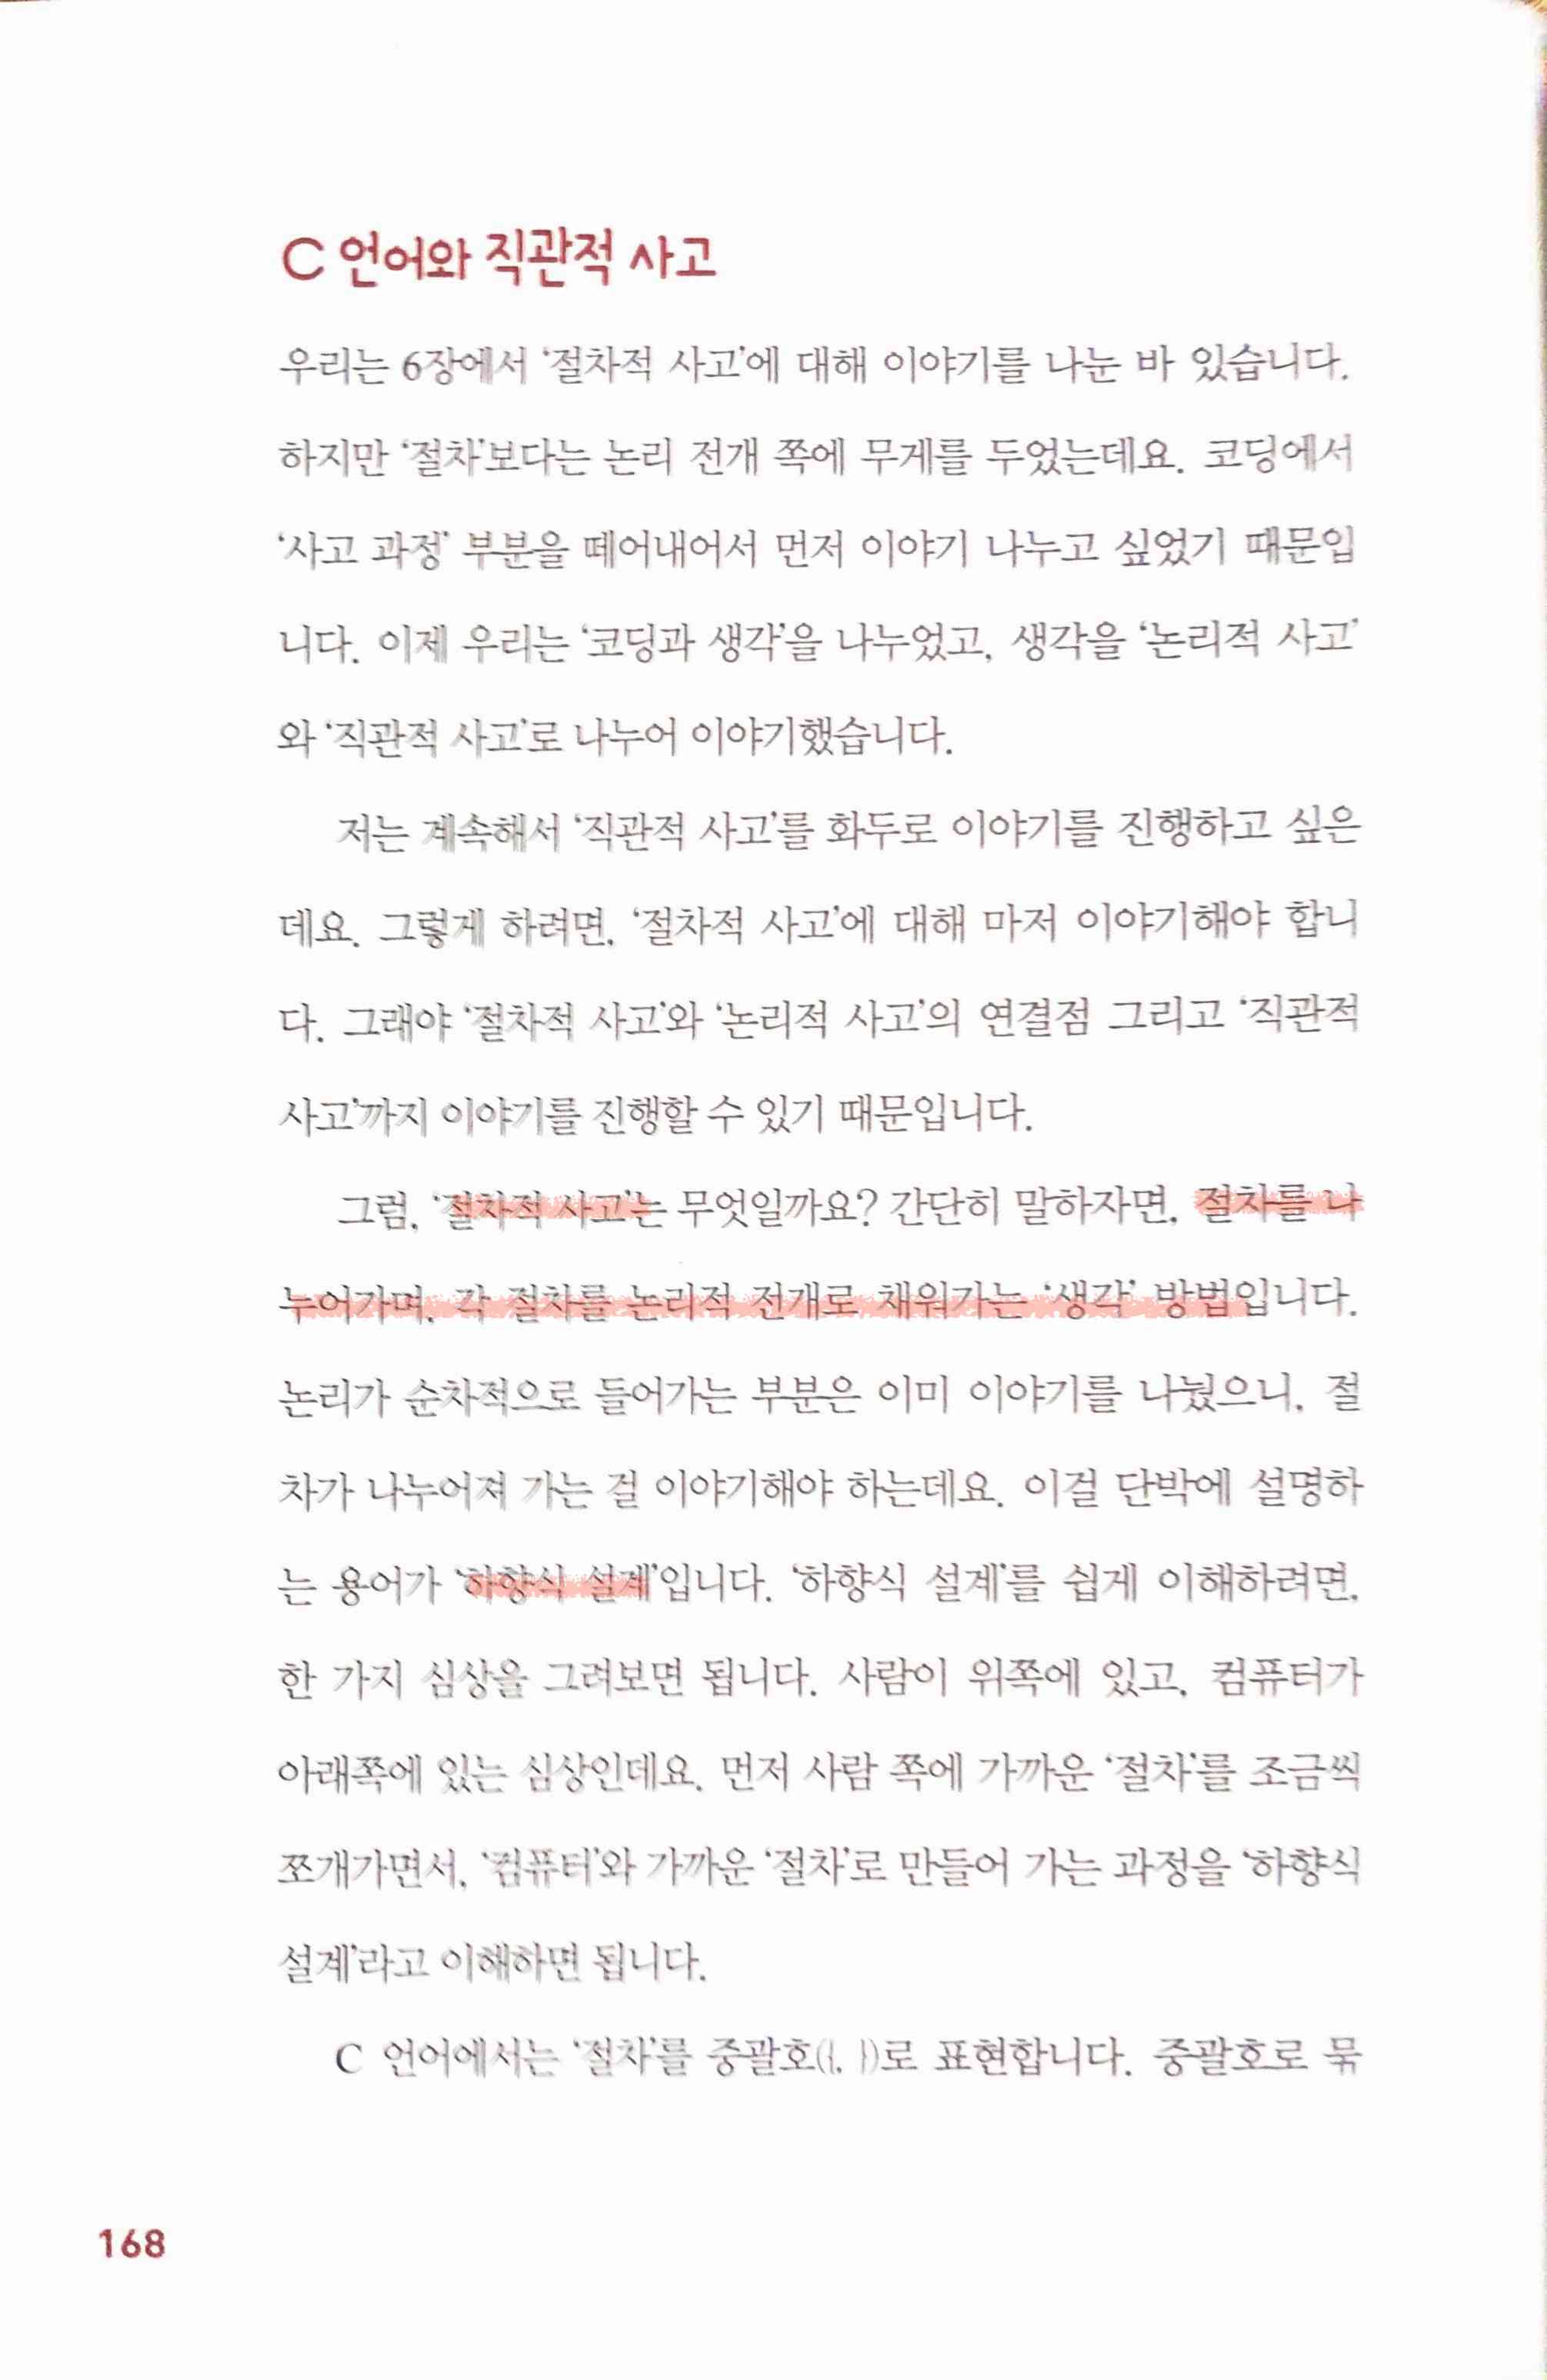 C 언어와 직관적 사고
우리는 6장에서 ‘절차적 사고’에 대해 이야기를 나눈 바 있습니다.
하지만 ‘절차’보다는 논리 전개 쪽에 무게를 두었는데요. 코딩에서
‘사고 과정’ 부분을 떼어내어서 먼저 이야기 나누고 싶었기 때문입
니다. 이제 우리는 ‘코딩과 생각’을 나누었고, 생각을 ‘논리적 사고’
와 ‘직관적 사고’로 나누어 이야기했습니다.
저는 계속해서 ‘직관적 사고’를 화두로 이야기를 진행하고 싶은
데요. 그렇게 하려면, ‘절차적 사고’에 대해 마저 이야기해야 합니
다. 그래야 ‘절차적 사고’와 ‘논리적 사고’의 연결점 그리고 ‘직관적
사고’까지 이야기를 진행할 수 있기 때문입니다.
그럼, ‘절차적 사고’는 무엇일까요? 간단히 말하자면, 절차를 나
누어가며, 각 절차를 논리적 전개로 채워가는 ‘생각’ 방법입니다.
논리가 순차적으로 들어가는 부분은 이미 이야기를 나눴으니, 절
차가 나누어져 가는 걸 이야기해야 하는데요. 이걸 단박에 설명하
는 용어가 ‘하향식 설계’입니다. ‘하향식 설계’를 쉽게 이해하려면,
한 가지 심상을 그려보면 됩니다. 사람이 위쪽에 있고, 컴퓨터가
아래쪽에 있는 심상인데요. 먼저 사람 쪽에 가까운 ‘절차’를 조금씩
쪼개가면서, ‘컴퓨터’와 가까운 ‘절차’로 만들어 가는 과정을 ‘하향식
설계’라고 이해하면 됩니다.
C 언어에서는 ‘절차’를 중괄호({, })로 표현합니다. 중괄호로 묶
168